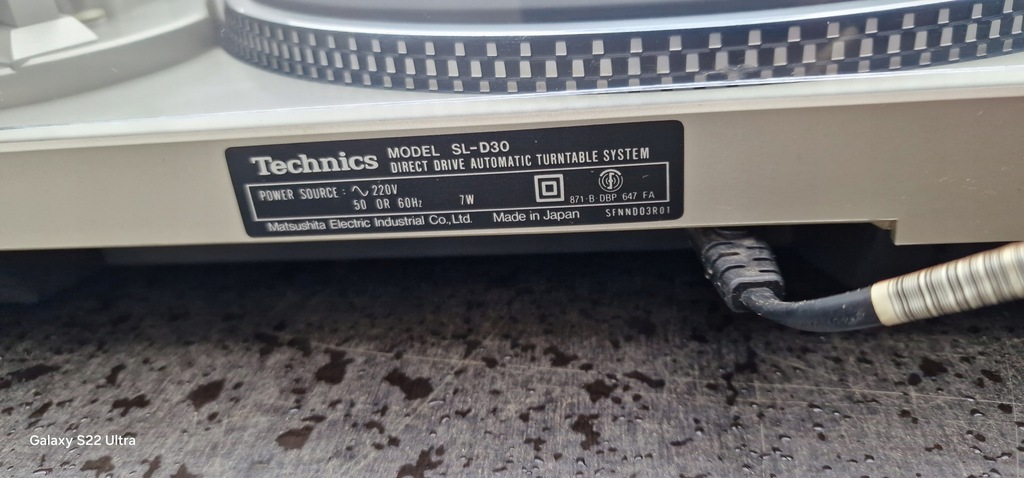 Technics MODEL SL-D30
DIRECT DRIVE AUTOMATIC TURNTABLE SYSTEM
POWER SOURCE : ∿ 220V
50 OR 60Hz 7W
871-B-DBP 647 FA
Matsushita Electric Industrial Co., Ltd. Made in Japan SFNND03R01
Galaxy S22 Ultra